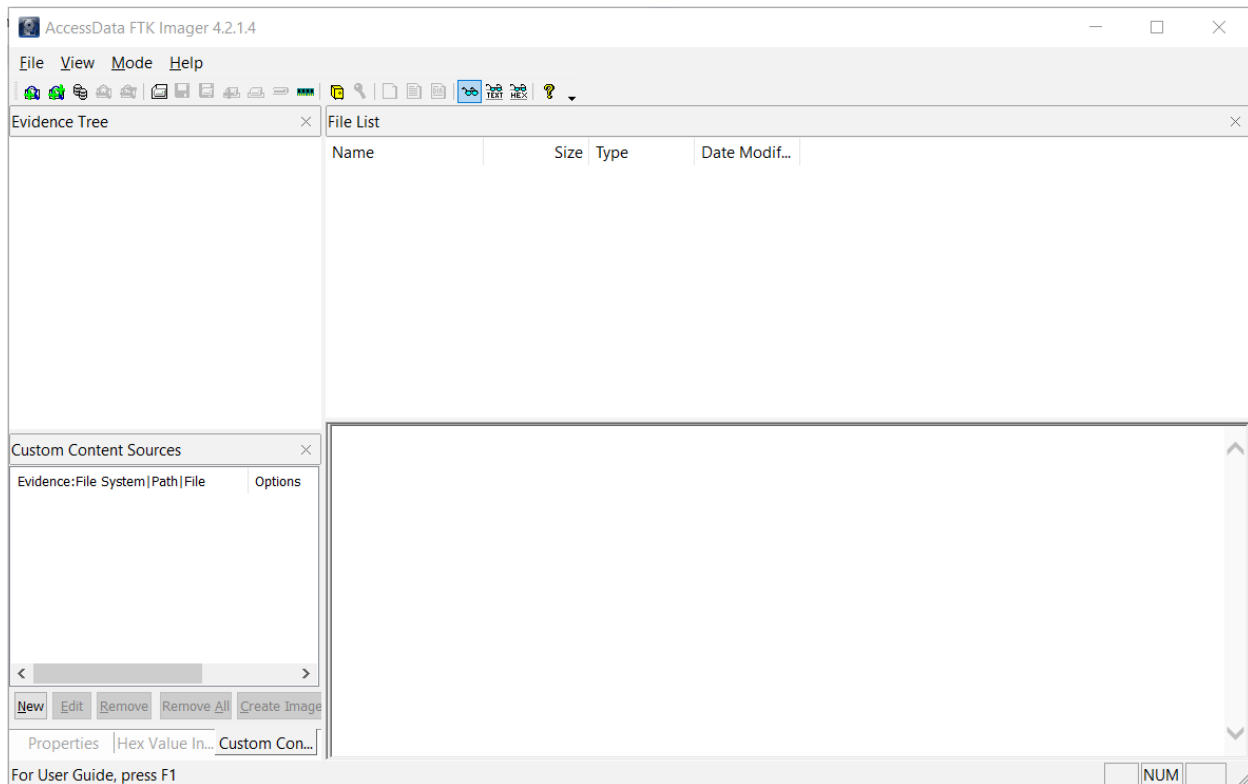 AccessData FTK Imager 4.2.1.4
File View Mode Help
TEXT HEX
Evidence Tree
File List
Name Size Type Date Modif...
Custom Content Sources
Evidence:File System|Path|File Options
New Edit Remove Remove All Create Image
Properties Hex Value In... Custom Con...
For User Guide, press F1 NUM